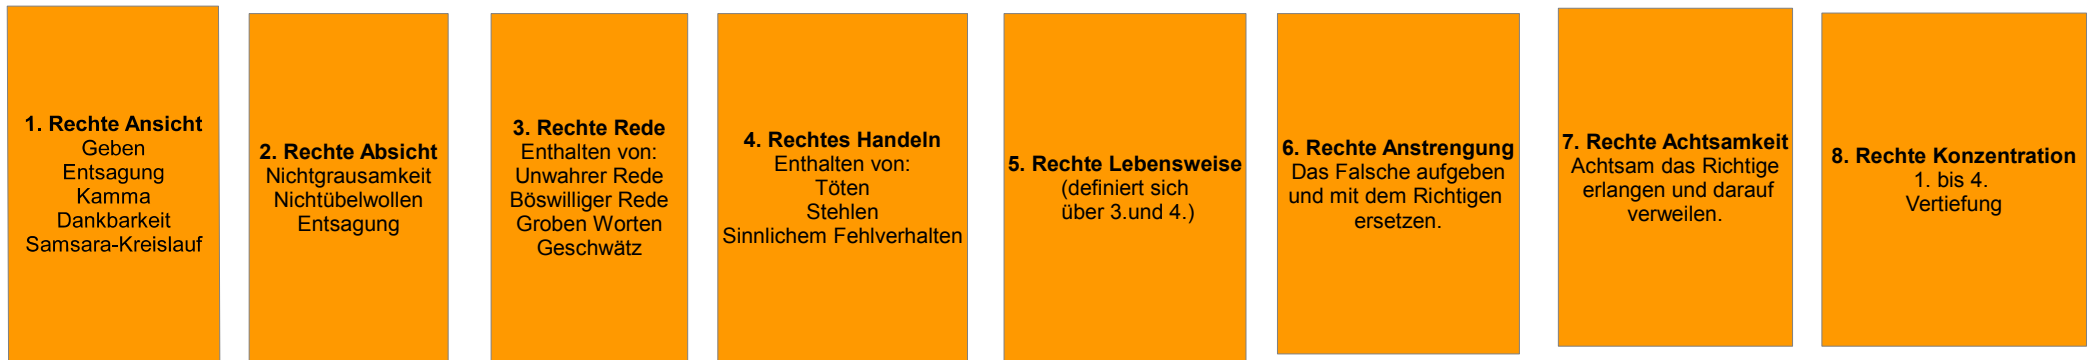 1. Rechte Ansicht
Geben
Entsagung
Kamma
Dankbarkeit
Samsara-Kreislauf
2. Rechte Absicht
Nichtgrausamkeit
Nichtübelwollen
Entsagung
3. Rechte Rede
Enthalten von:
Unwahrer Rede
Böswilliger Rede
Groben Worten
Geschwätz
4. Rechtes Handeln
Enthalten von:
Töten
Stehlen
Sinnlichem Fehlverhalten
5. Rechte Lebensweise
(definiert sich
über 3.und 4.)
6. Rechte Anstrengung
Das Falsche aufgeben
und mit dem Richtigen
ersetzen.
7. Rechte Achtsamkeit
Achtsam das Richtige
erlangen und darauf
verweilen.
8. Rechte Konzentration
1. bis 4.
Vertiefung